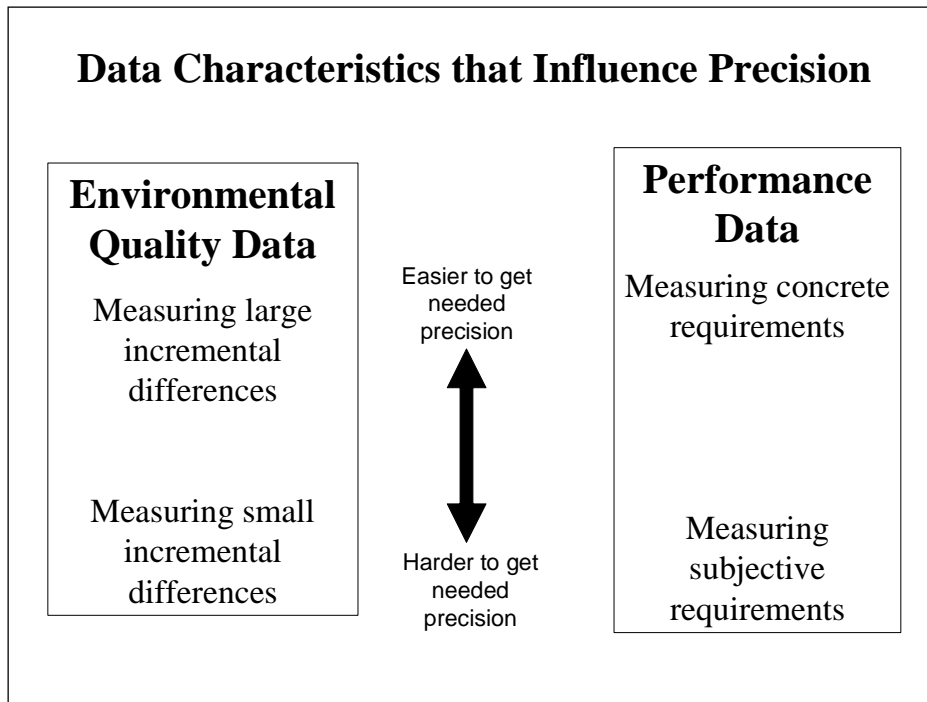 Data Characteristics that Influence Precision
Environmental
Quality Data
Measuring large
incremental
differences
Measuring small
incremental
differences
Easier to get
needed
precision
Harder to get
needed
precision
Performance
Data
Measuring concrete
requirements
Measuring
subjective
requirements